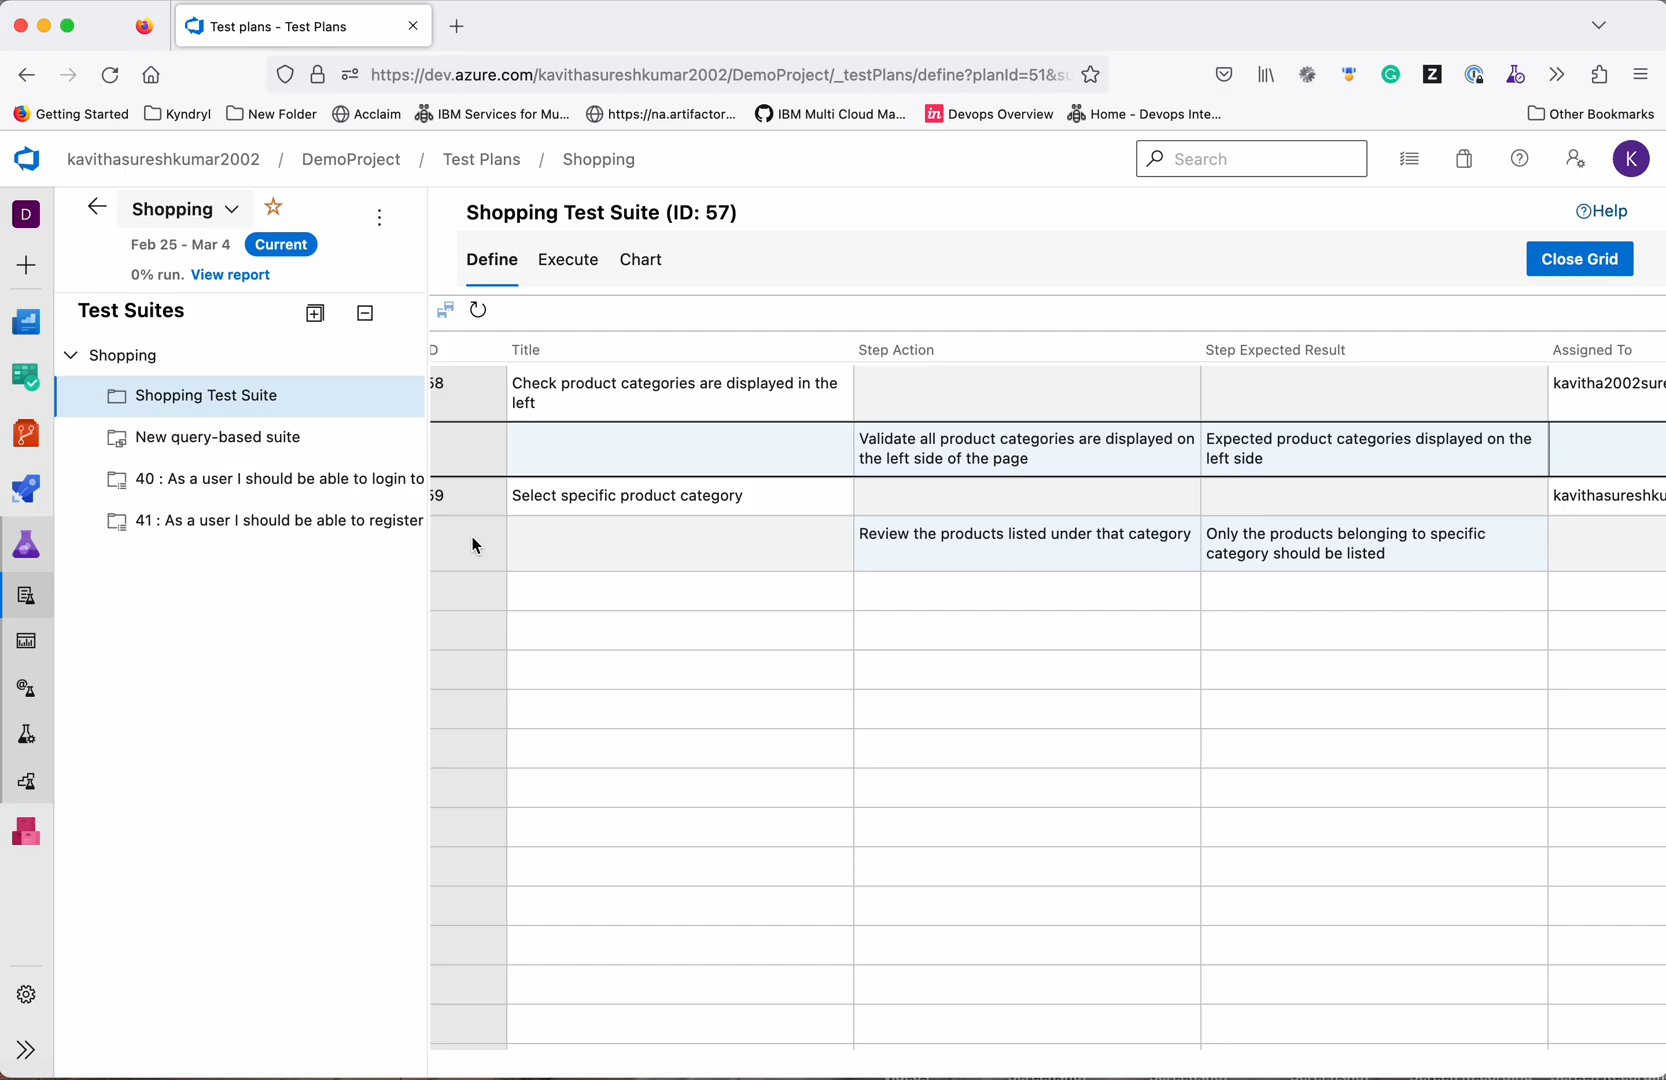 Test plans - Test Plans
https://dev.azure.com/kavithasureshkumar2002/DemoProject/_testPlans/define?planId=51&su
Getting Started
Kyndryl
New Folder
Acclaim
IBM Services for Mu...
https://na.artifactor...
IBM Multi Cloud Ma...
Devops Overview
Home - Devops Inte...
Other Bookmarks
kavithasureshkumar2002 / DemoProject / Test Plans / Shopping
Search
K
D
Shopping
Feb 25 - Mar 4 Current
0% run. View report
Shopping Test Suite (ID: 57)
Help
Define Execute Chart
Close Grid
Test Suites
Shopping
Shopping Test Suite
New query-based suite
40 : As a user I should be able to login to
41 : As a user I should be able to register
D Title Step Action Step Expected Result Assigned To
58 Check product categories are displayed in the
left
kavitha2002sure
Validate all product categories are displayed on
the left side of the page
Expected product categories displayed on the
left side
59 Select specific product category
kavithasureshku
Review the products listed under that category
Only the products belonging to specific
category should be listed